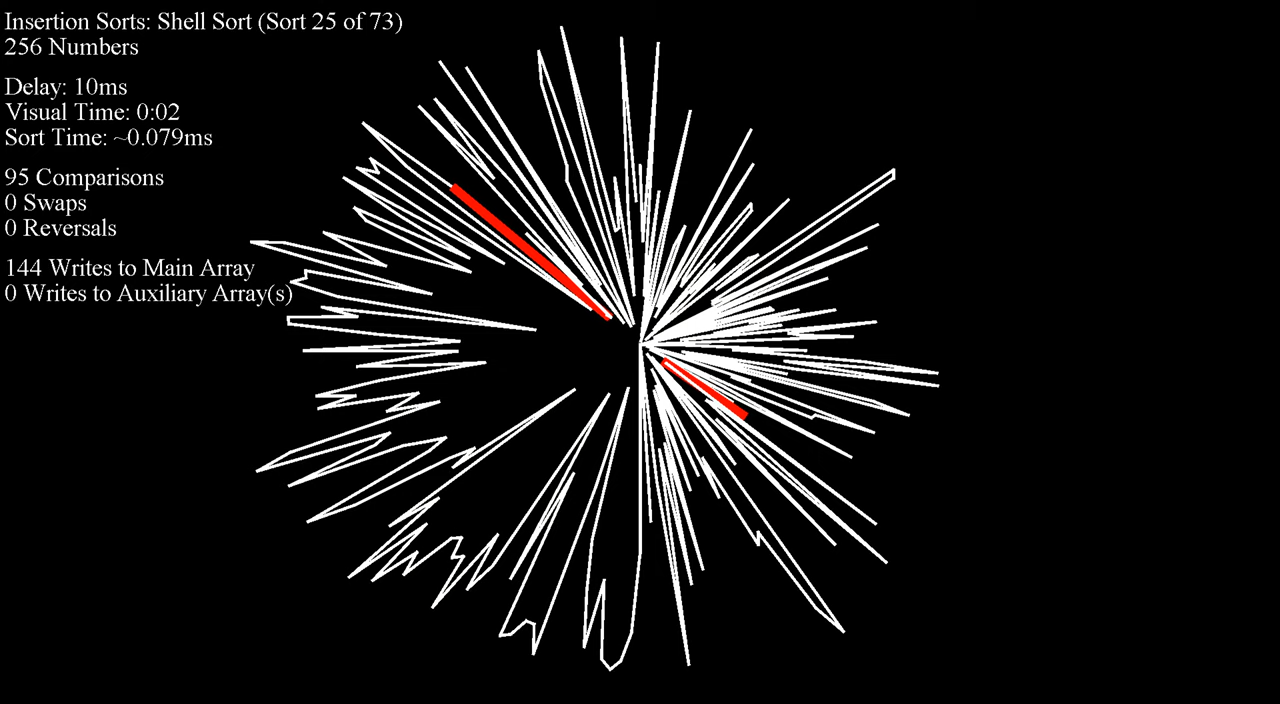 Insertion Sorts: Shell Sort (Sort 25 of 73)
256 Numbers
Delay: 10ms
Visual Time: 0:02
Sort Time: ~0.079ms
95 Comparisons
0 Swaps
0 Reversals
144 Writes to Main Array
0 Writes to Auxiliary Array(s)